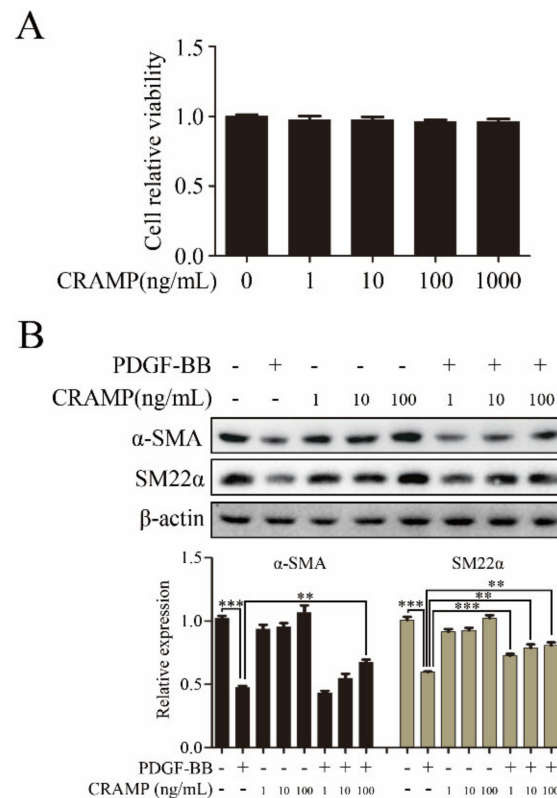 A
1.5
1.0
0.5
0.0
Cell relative viability
CRAMP(ng/mL) 0 1 10 100 1000
B
PDGF-BB - + - - - + + +
CRAMP(ng/mL) - - 1 10 100 1 10 100
α-SMA
SM22α
β-actin
α-SMA SM22α
*** ** *** ** ** ***
1.5
1.0
0.5
0.0
Relative expression
PDGF-BB - + - - - + + + - + - - - + + +
CRAMP (ng/mL) - - 1 10 100 1 10 100 - - 1 10 100 1 10 100